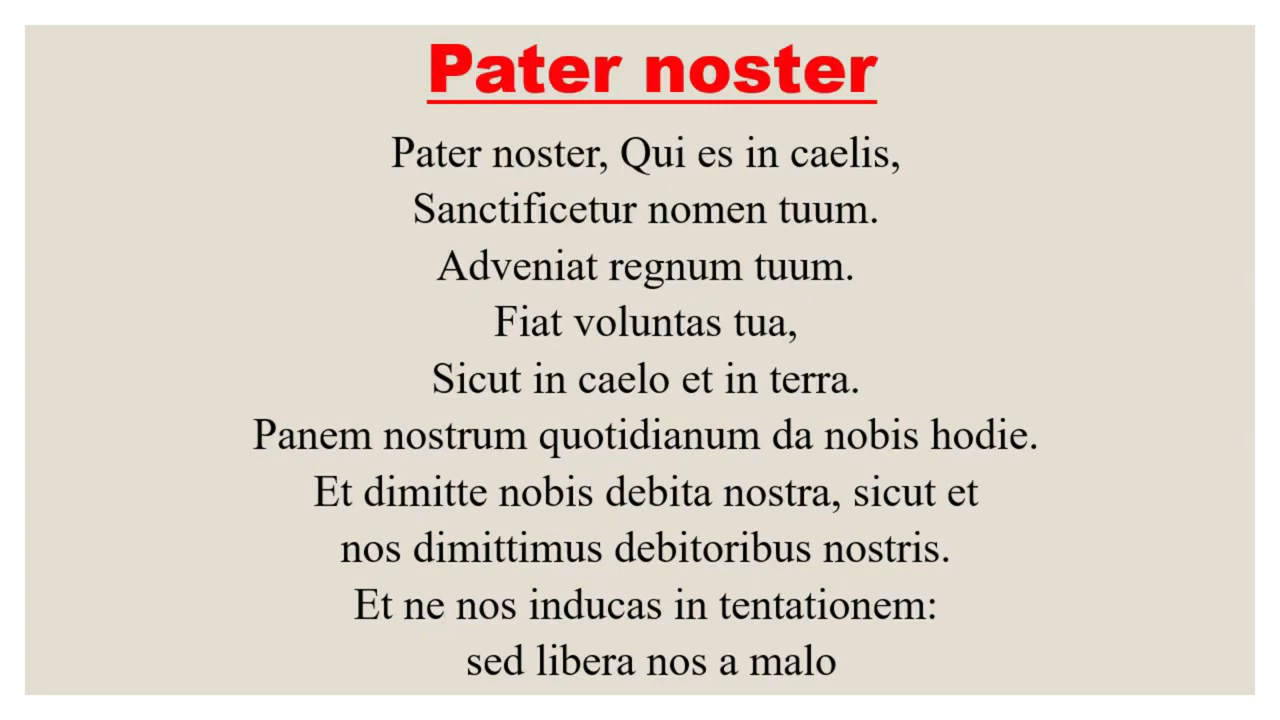 Pater noster
Pater noster, Qui es in caelis,
Sanctificetur nomen tuum.
Adveniat regnum tuum.
Fiat voluntas tua,
Sicut in caelo et in terra.
Panem nostrum quotidianum da nobis hodie.
Et dimitte nobis debita nostra, sicut et
nos dimittimus debitoribus nostris.
Et ne nos inducas in tentationem:
sed libera nos a malo